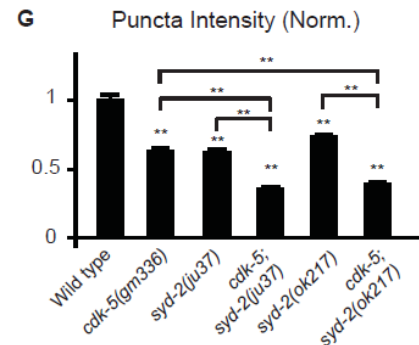 G Puncta Intensity (Norm.)
**
** **
** ** **
1
** ** **
0.5
** **
0
Wild type
cdk-5(gm336)
syd-2(ju37)
cdk-5;
syd-2(ju37)
syd-2(ok217)
cdk-5;
syd-2(ok217)